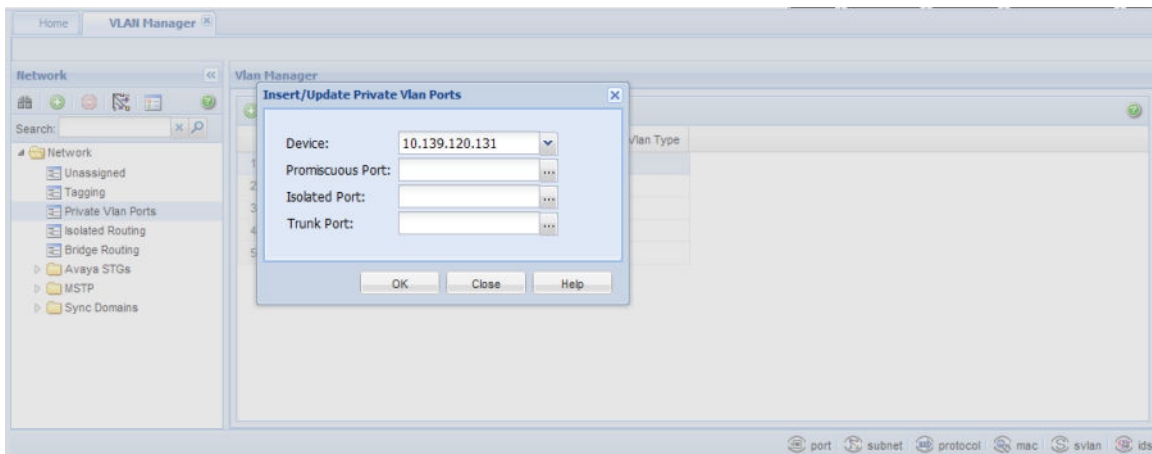 Home
VLAN Manager
Network
Vlan Manager
Insert/Update Private Vlan Ports
Search:
Device: 10.139.120.131
Vlan Type
Promiscuous Port:
Isolated Port:
Trunk Port:
OK
Close
Help
1
2
3
4
5
Network
Unassigned
Tagging
Private Vlan Ports
Isolated Routing
Bridge Routing
Avaya STGs
MSTP
Sync Domains
port
subnet
protocol
mac
svlan
ids